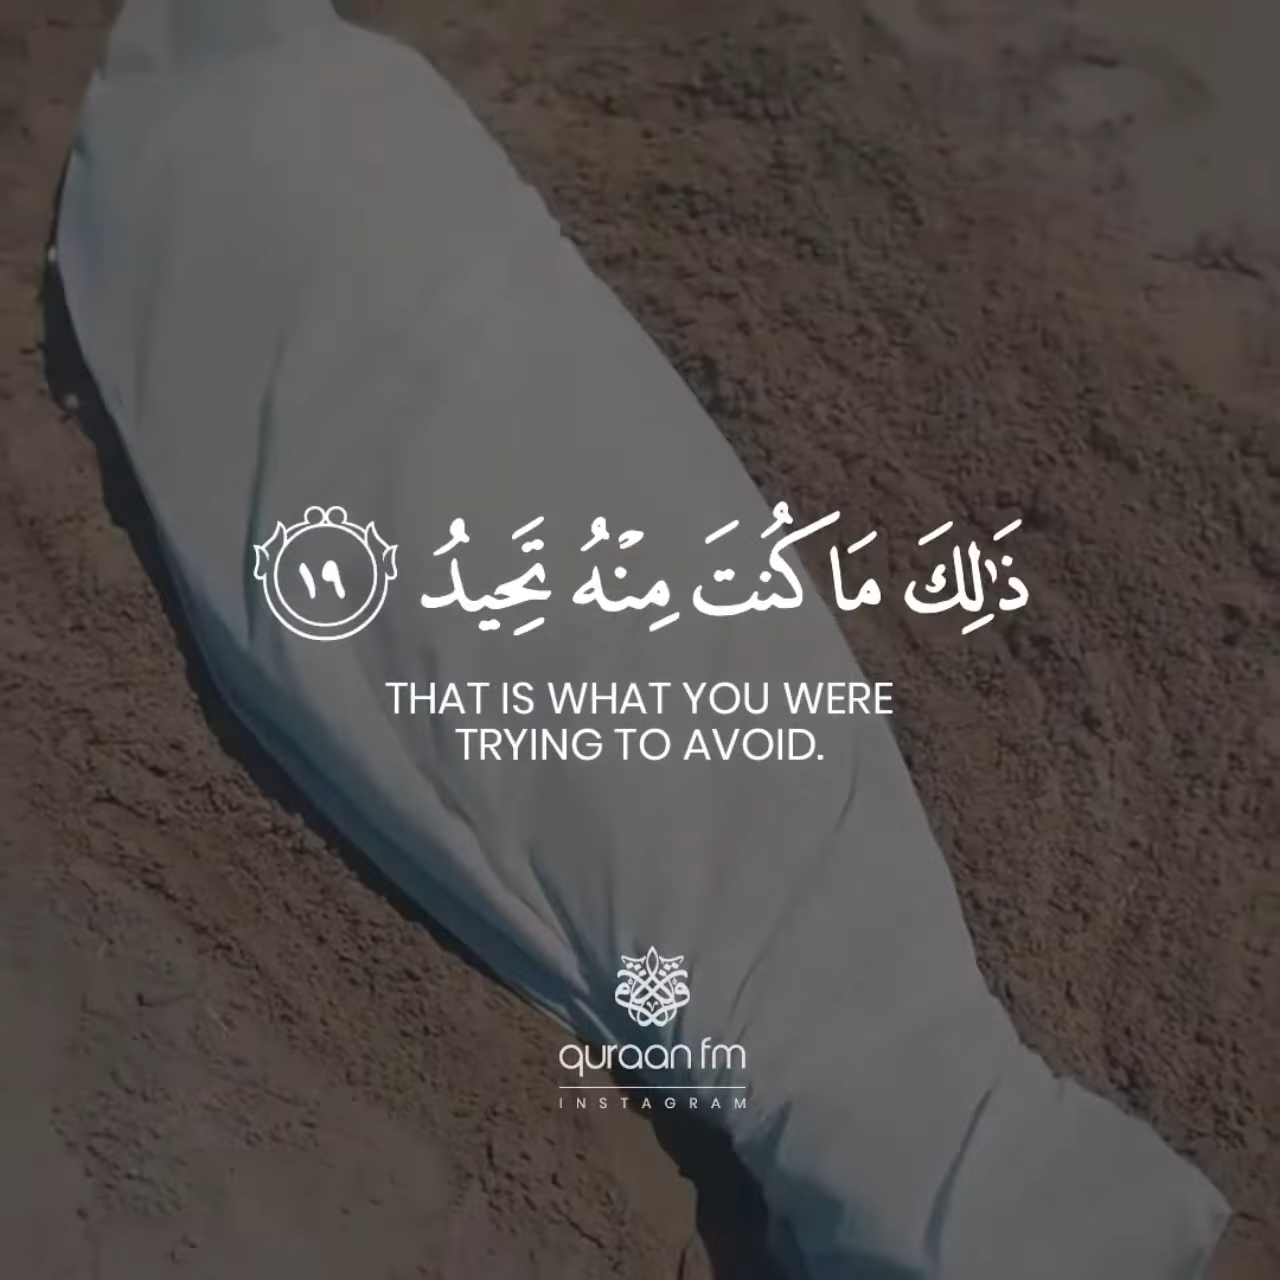 ذَٰلِكَ مَا كُنتَ مِنْهُ تَحِيدُ ١٩
THAT IS WHAT YOU WERE
TRYING TO AVOID.
quraan fm
INSTAGRAM